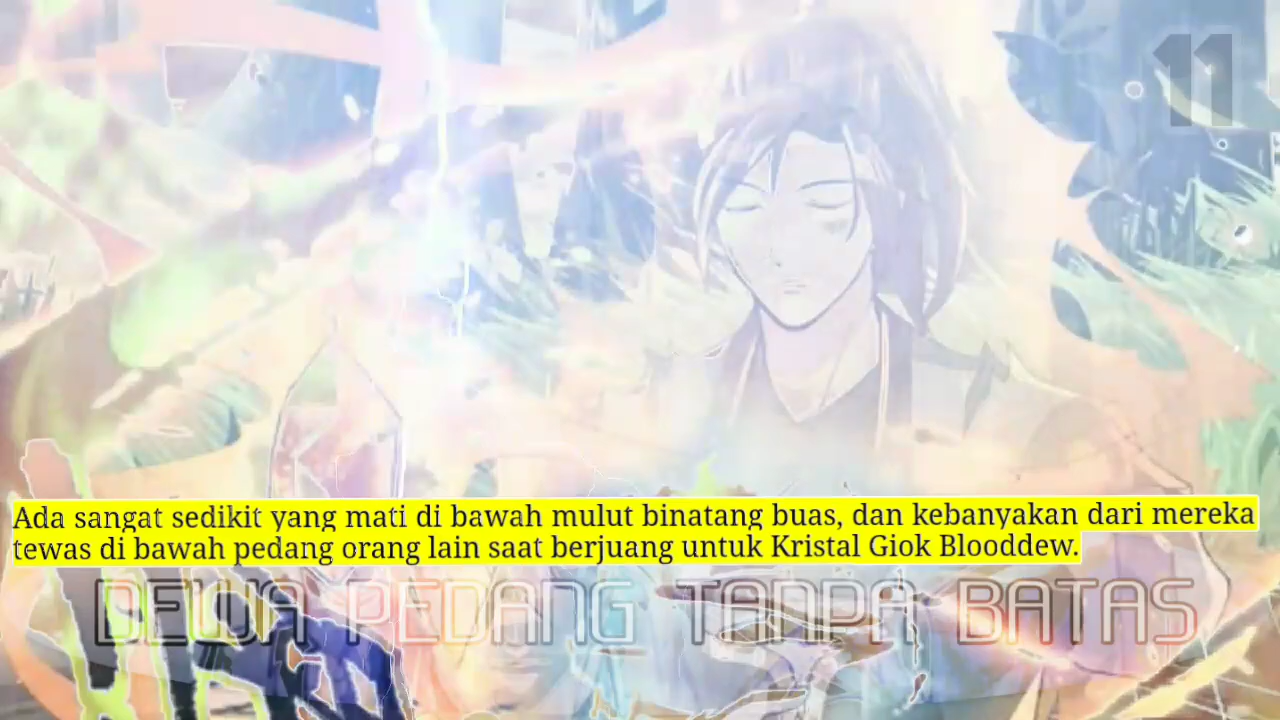 11
Ada sangat sedikit yang mati di bawah mulut binatang buas, dan kebanyakan dari mereka
tewas di bawah pedang orang lain saat berjuang untuk Kristal Giok Blooddew.
DEWA PEDANG TANPA BATAS